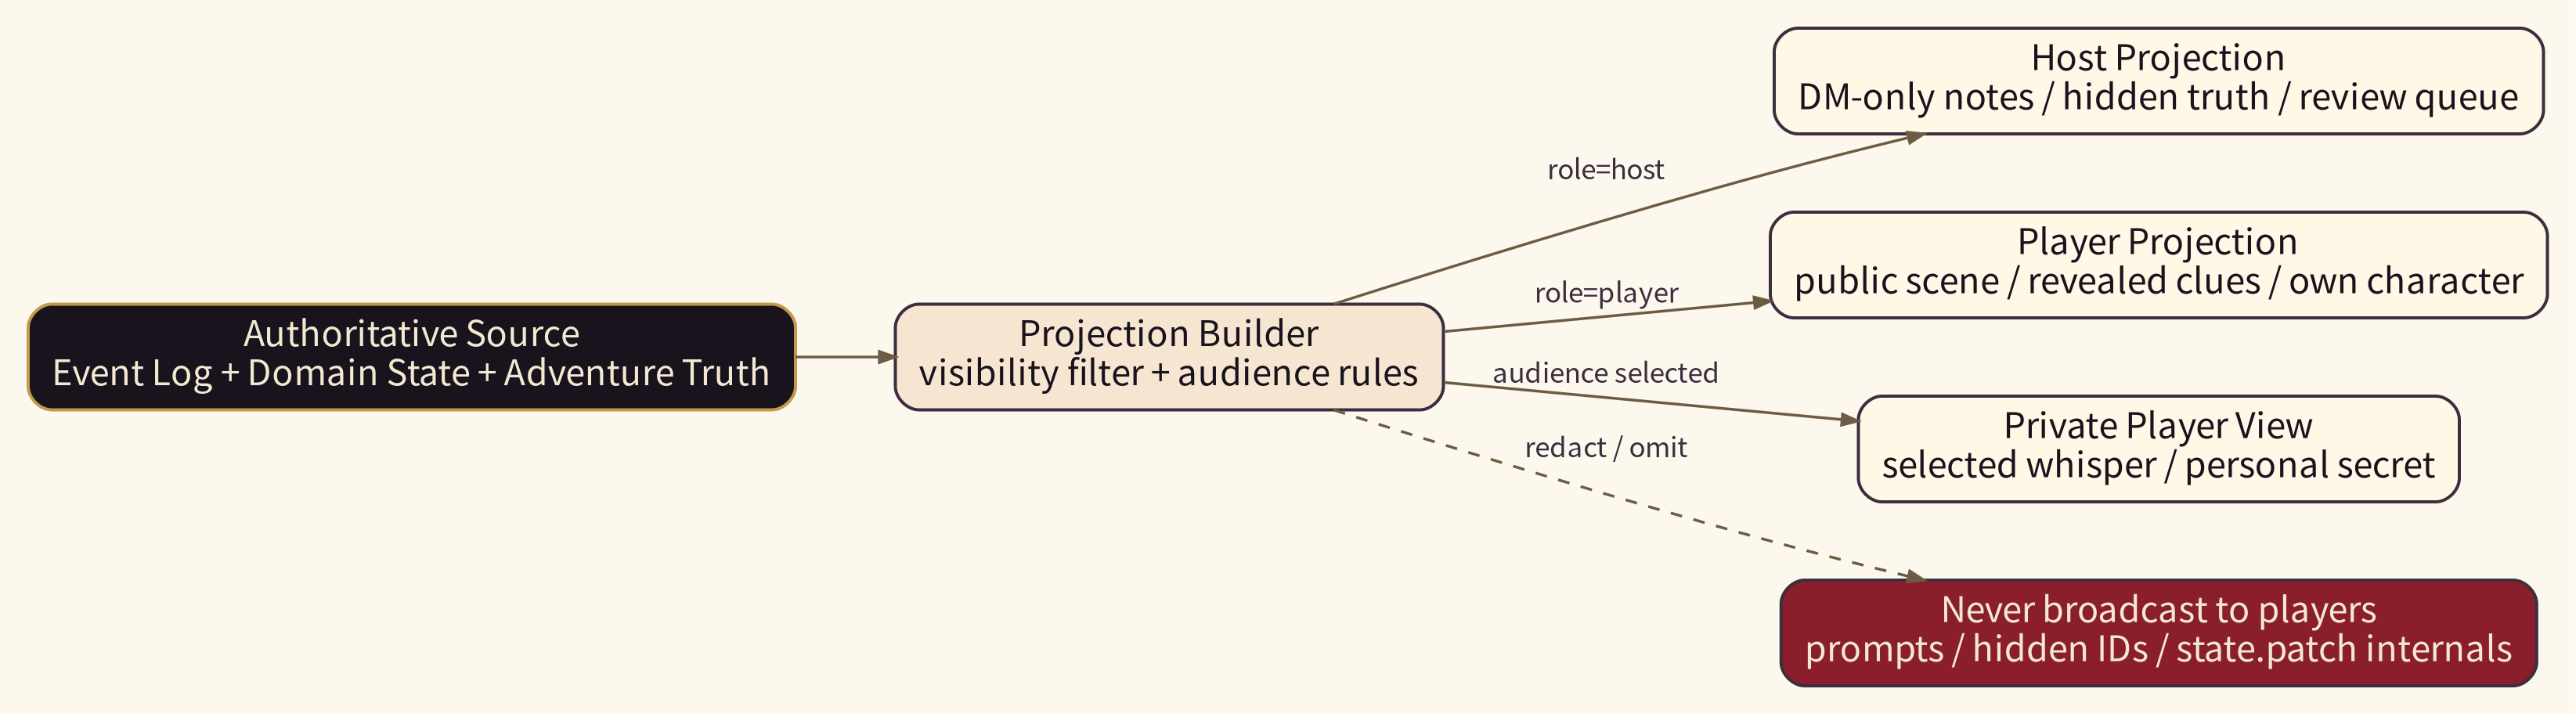 Authoritative Source
Event Log + Domain State + Adventure Truth
Projection Builder
visibility filter + audience rules
role=host
role=player
audience selected
redact / omit
Host Projection
DM-only notes / hidden truth / review queue
Player Projection
public scene / revealed clues / own character
Private Player View
selected whisper / personal secret
Never broadcast to players
prompts / hidden IDs / state.patch internals